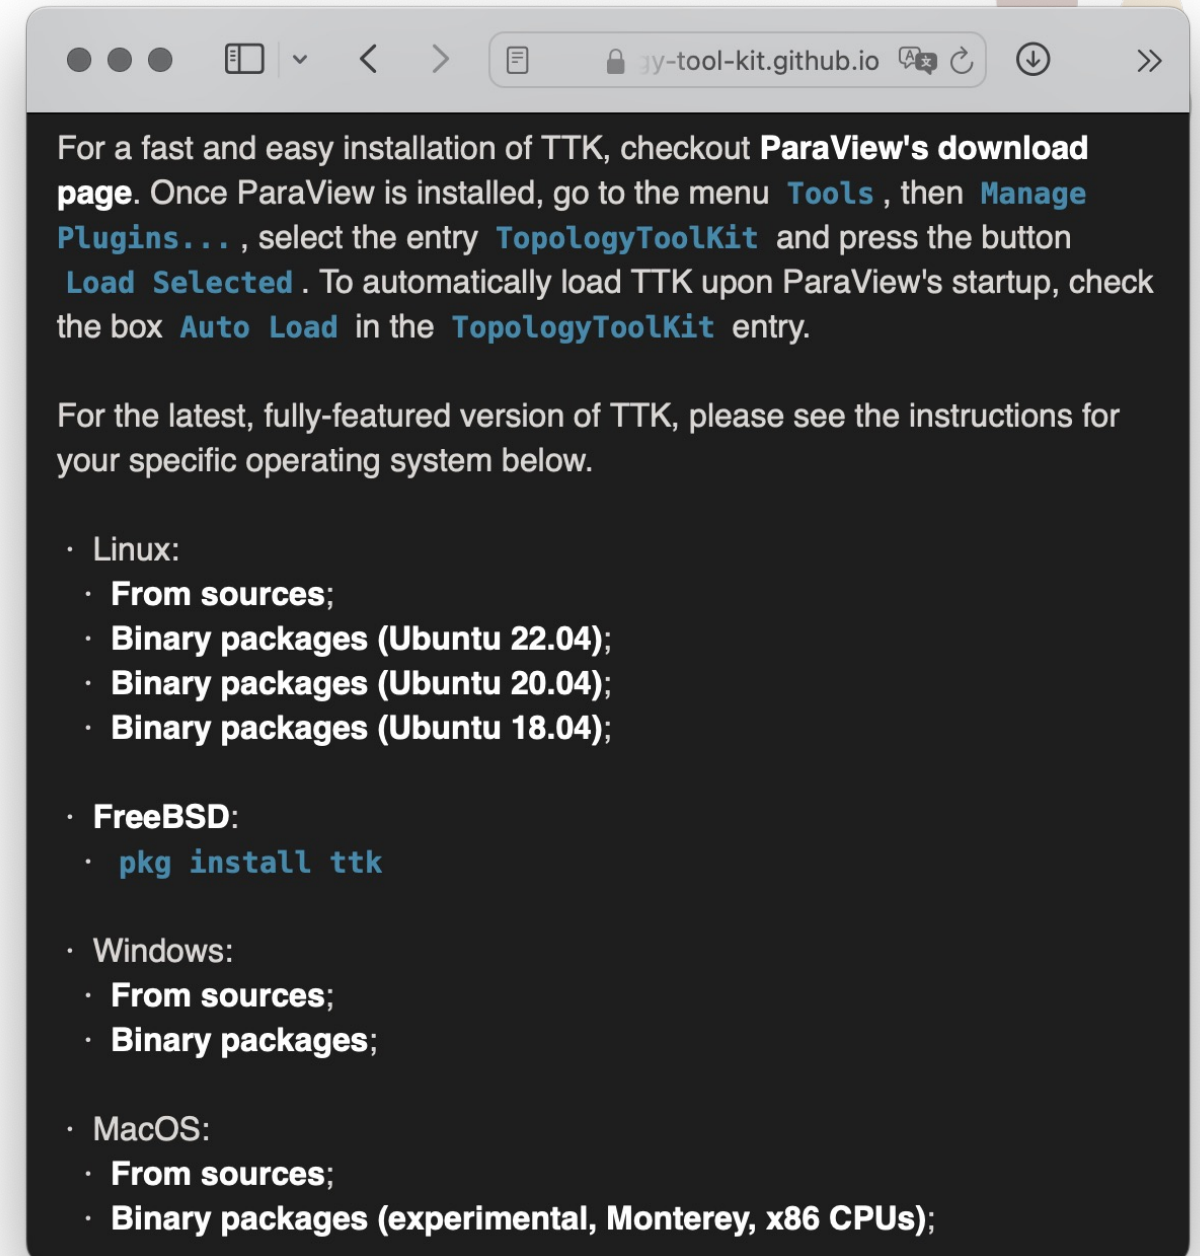 gy-tool-kit.github.io
For a fast and easy installation of TTK, checkout ParaView's download
page. Once ParaView is installed, go to the menu Tools , then Manage
Plugins... , select the entry TopologyToolKit and press the button
Load Selected . To automatically load TTK upon ParaView's startup, check
the box Auto Load in the TopologyToolKit entry.
For the latest, fully-featured version of TTK, please see the instructions for
your specific operating system below.
· Linux:
· From sources;
· Binary packages (Ubuntu 22.04);
· Binary packages (Ubuntu 20.04);
· Binary packages (Ubuntu 18.04);
· FreeBSD:
· pkg install ttk
· Windows:
· From sources;
· Binary packages;
· MacOS:
· From sources;
· Binary packages (experimental, Monterey, x86 CPUs);